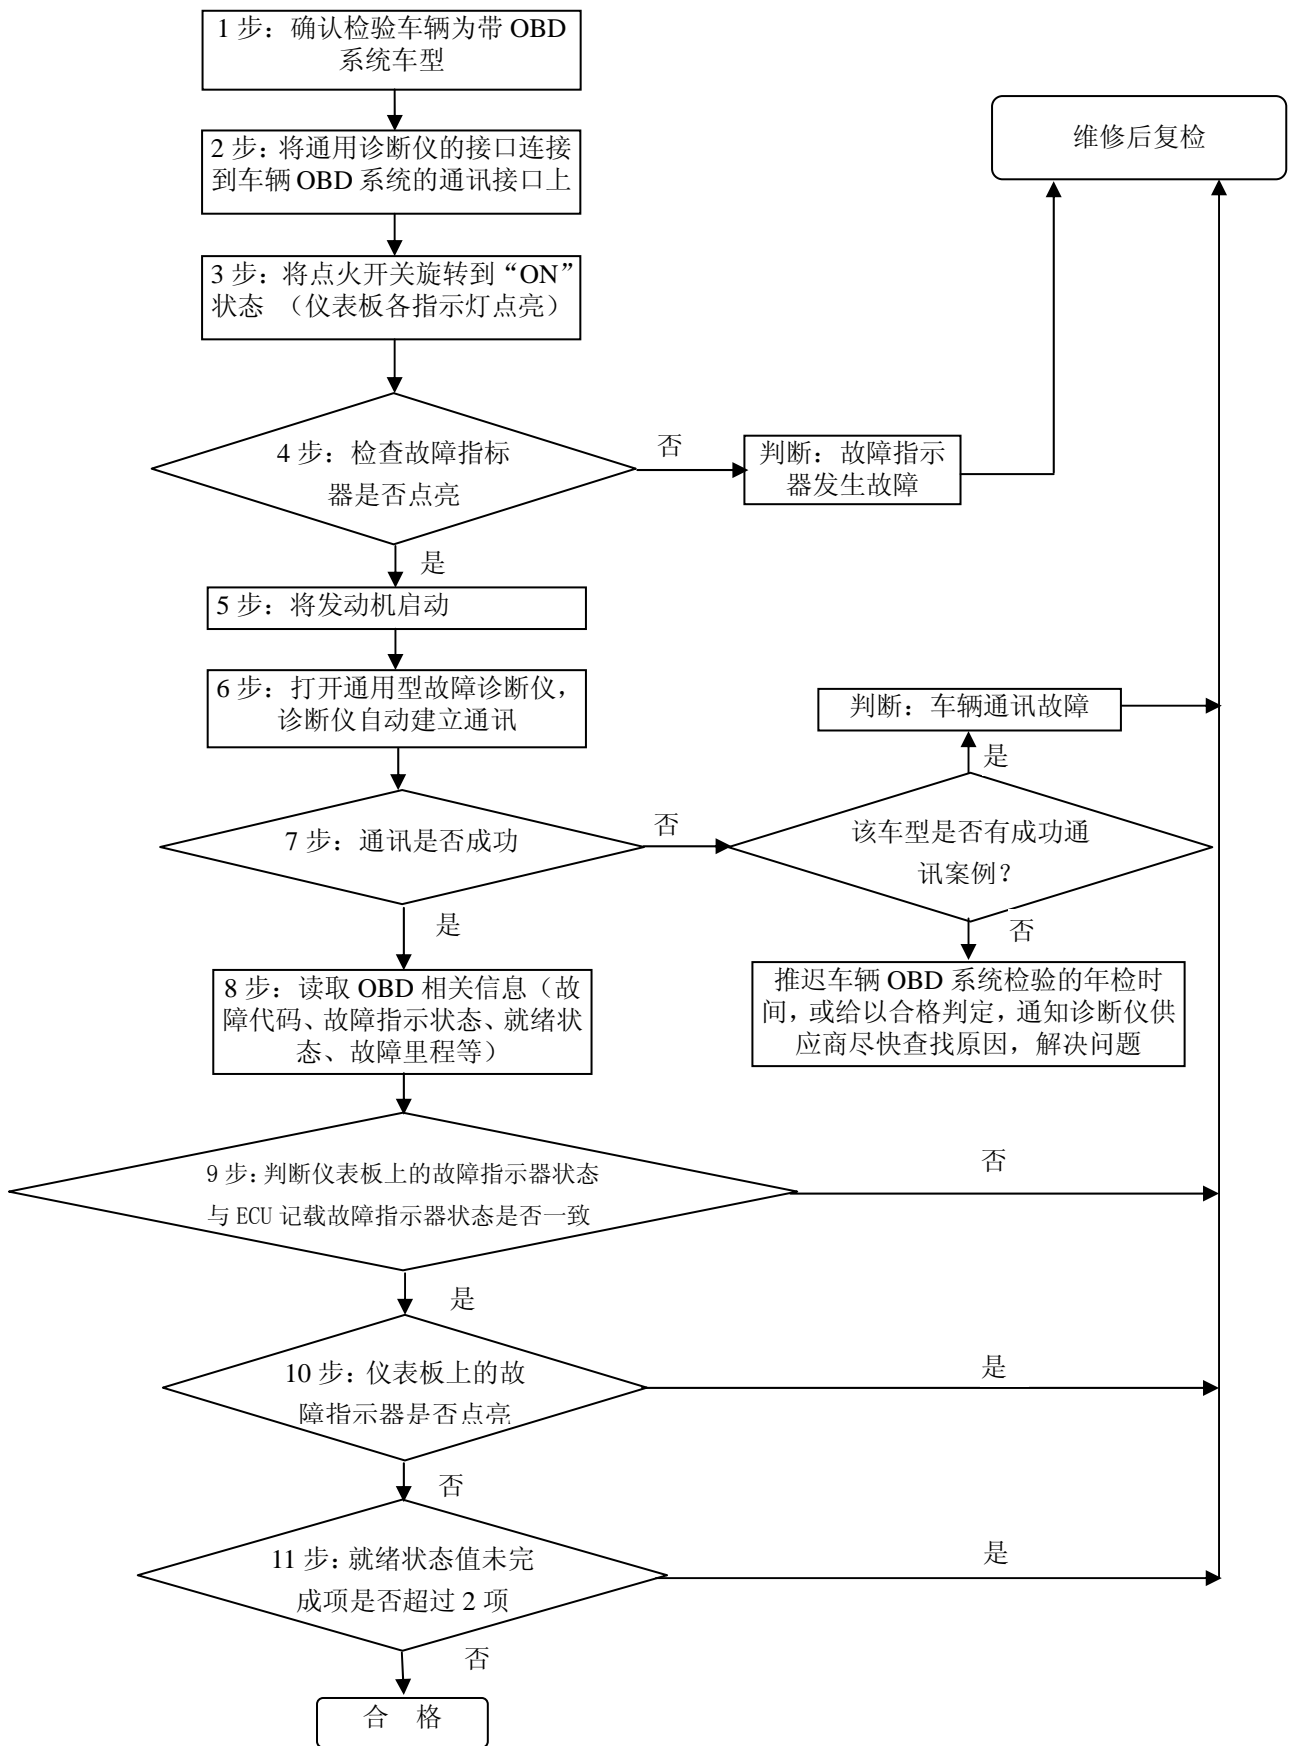 1 步：确认检验车辆为带 OBD
系统车型
维修后复检
2 步：将通用诊断仪的接口连接
到车辆 OBD 系统的通讯接口上
3 步：将点火开关旋转到“ON”
状态 （仪表板各指示灯点亮）
4 步：检查故障指标
器是否点亮
否
判断：故障指示
器发生故障
是
5 步：将发动机启动
6 步：打开通用型故障诊断仪，
诊断仪自动建立通讯
判断：车辆通讯故障
是
7 步：通讯是否成功
否
该车型是否有成功通
讯案例？
是
否
8 步：读取 OBD 相关信息（故
障代码、故障指示状态、就绪状
态、故障里程等）
推迟车辆 OBD 系统检验的年检时
间，或给以合格判定，通知诊断仪供
应商尽快查找原因，解决问题
9 步：判断仪表板上的故障指示器状态
与 ECU 记载故障指示器状态是否一致
否
是
10 步：仪表板上的故
障指示器是否点亮
是
否
11 步：就绪状态值未完
成项是否超过 2 项
是
否
合 格